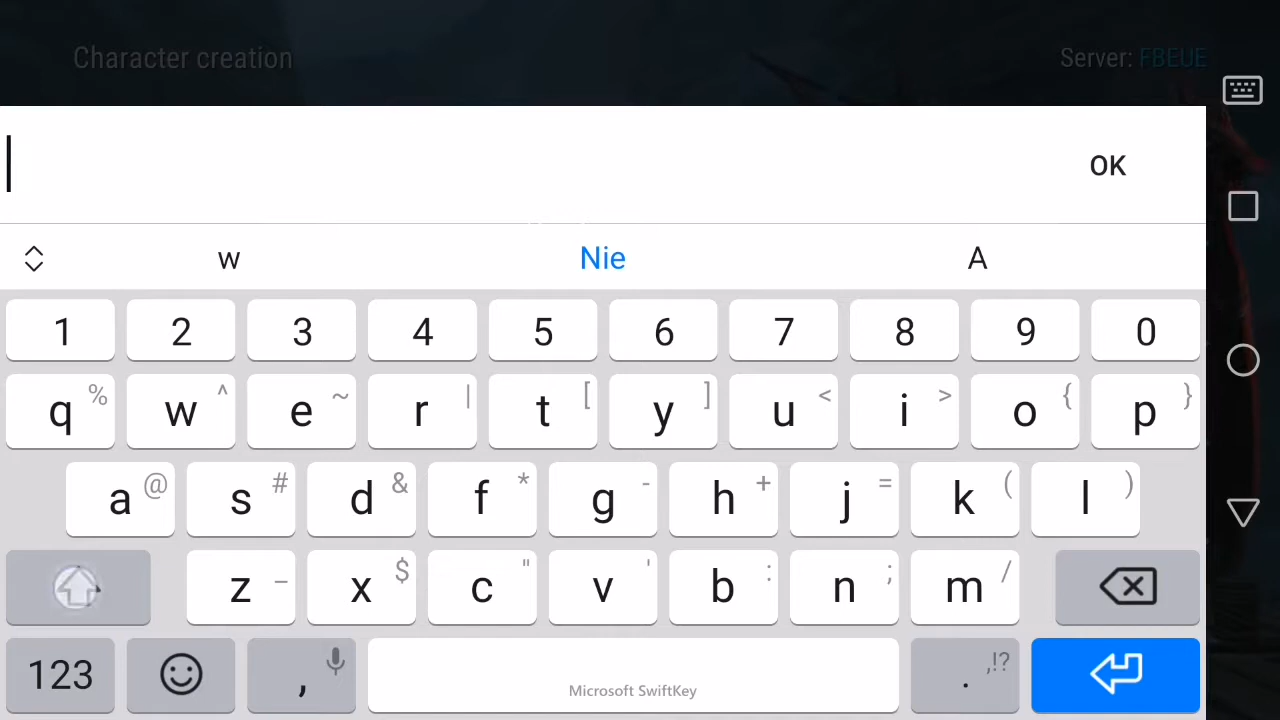 Character creation Server: FBEUE
OK
w Nie A
1 2 3 4 5 6 7 8 9 0
q % w ^ e ~ r | t [ y ] u < i > o { p }
a @ s # d & f * g - h + j = k ( l )
z _ x $ c " v ' b : n ; m /
123 , . ,!?
Microsoft SwiftKey